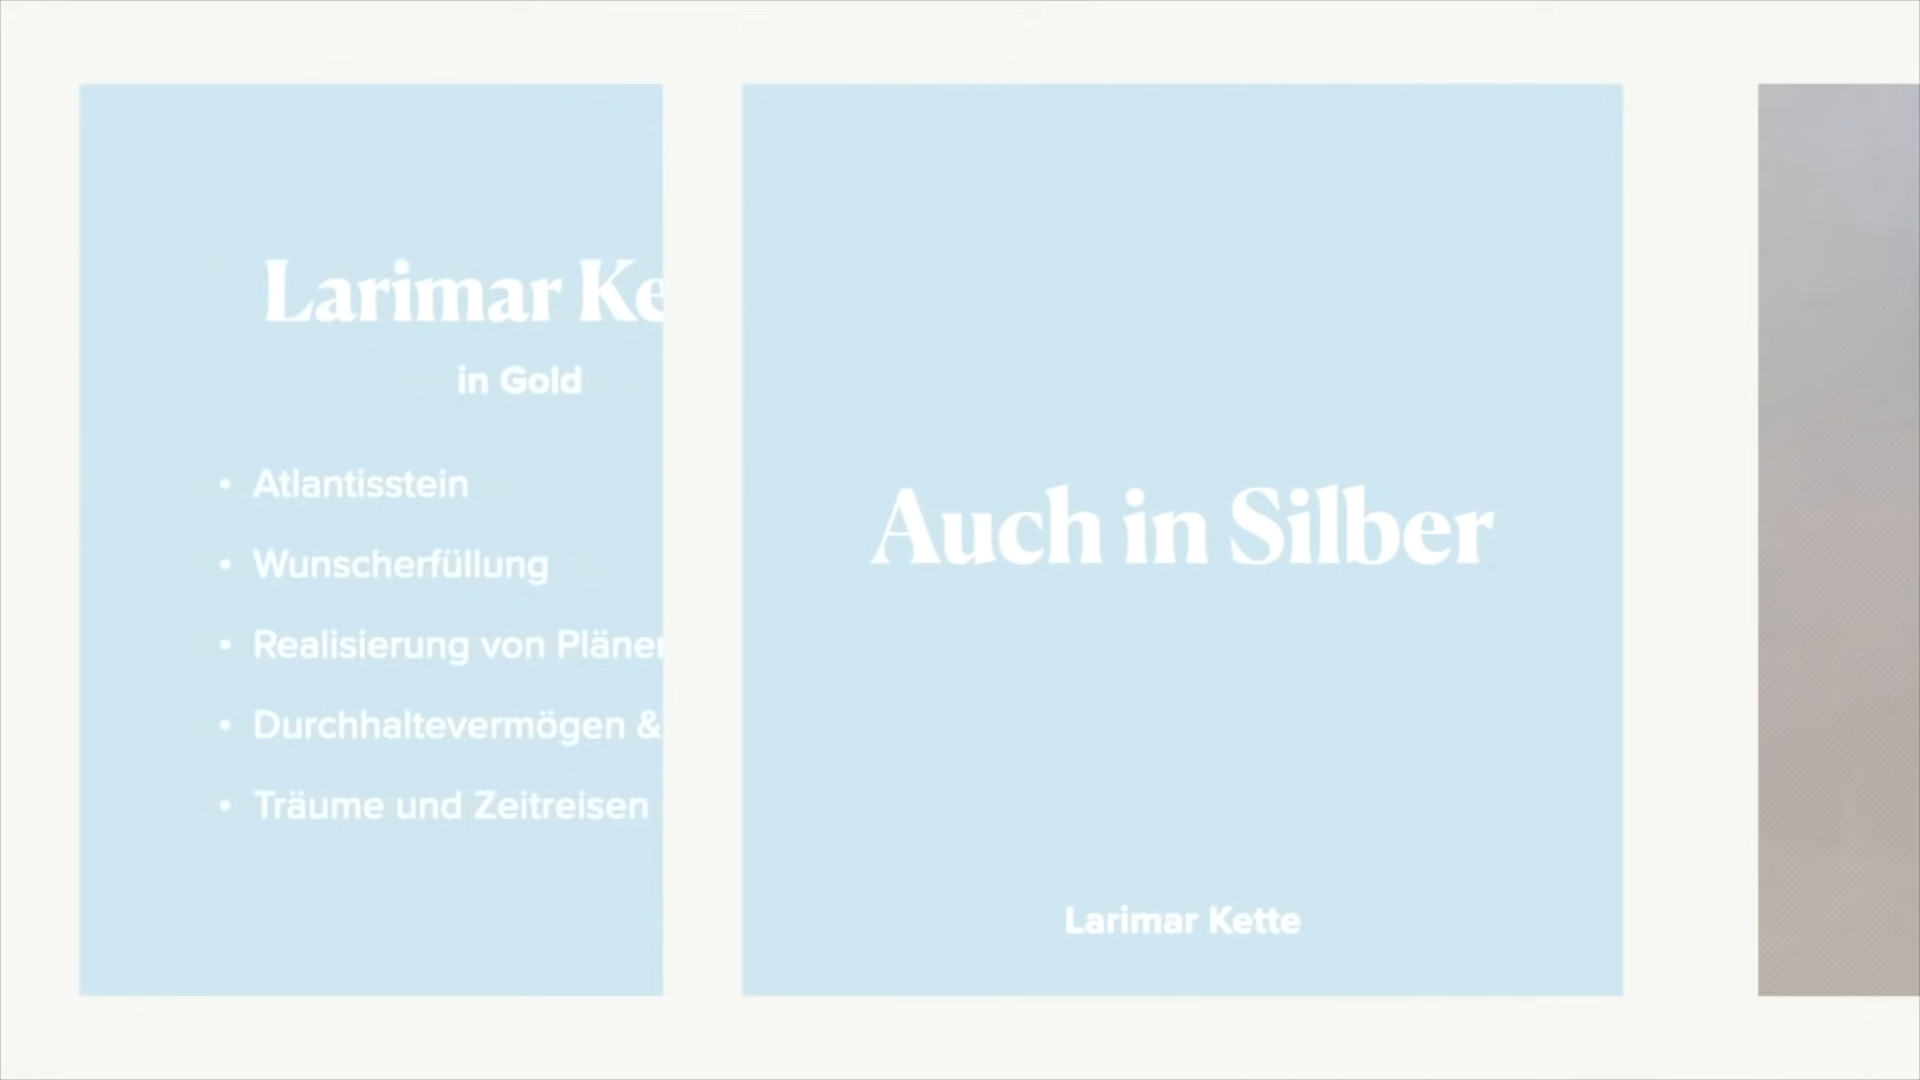 Larimar Ke
in Gold
• Atlantisstein
• Wunscherfüllung
• Realisierung von Pläne
• Durchhaltevermögen &
• Träume und Zeitreisen
Auch in Silber
Larimar Kette